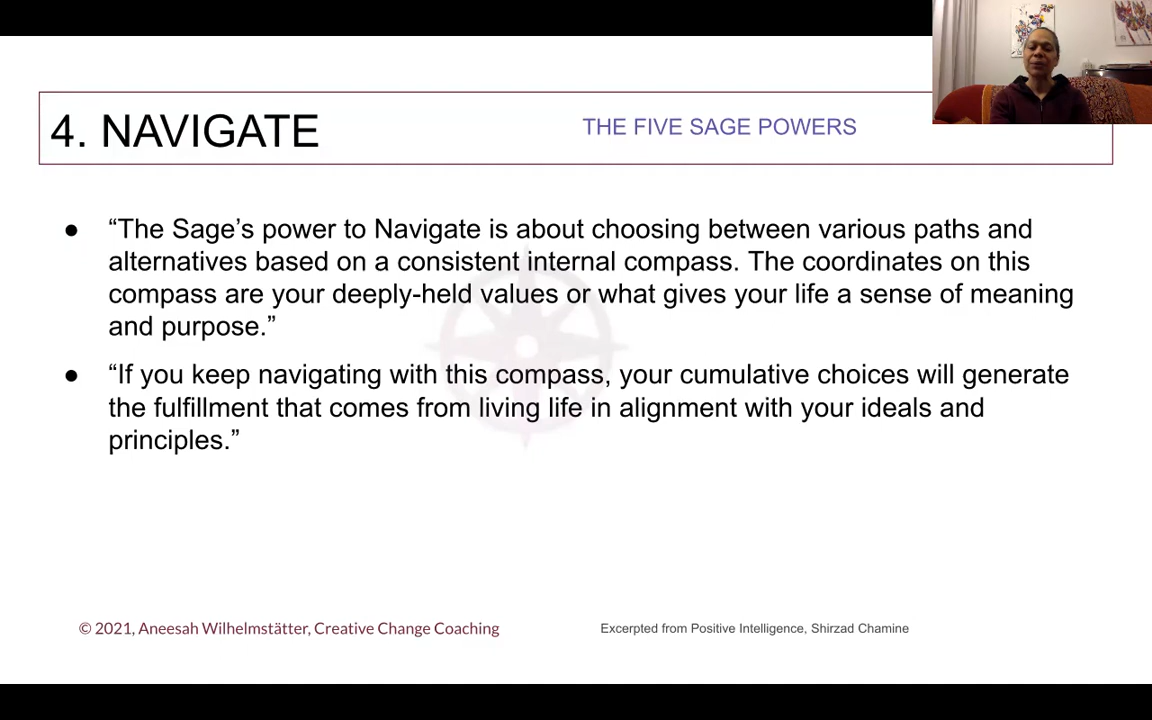 4. NAVIGATE
THE FIVE SAGE POWERS
● “The Sage’s power to Navigate is about choosing between various paths and
alternatives based on a consistent internal compass. The coordinates on this
compass are your deeply-held values or what gives your life a sense of meaning
and purpose.”
● “If you keep navigating with this compass, your cumulative choices will generate
the fulfillment that comes from living life in alignment with your ideals and
principles.”
© 2021, Aneesah Wilhelmstätter, Creative Change Coaching
Excerpted from Positive Intelligence, Shirzad Chamine